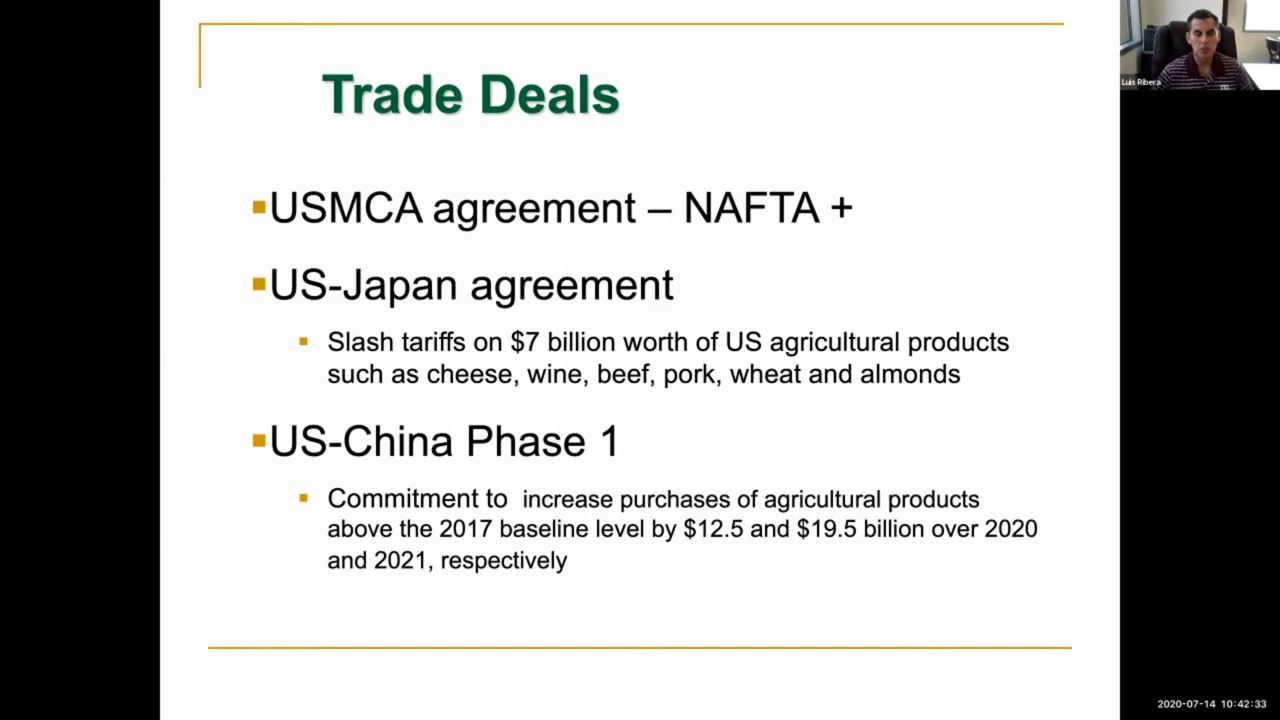 Trade Deals
Luis Ribera
▪USMCA agreement – NAFTA +
▪US-Japan agreement
▪ Slash tariffs on $7 billion worth of US agricultural products
such as cheese, wine, beef, pork, wheat and almonds
▪US-China Phase 1
▪ Commitment to increase purchases of agricultural products
above the 2017 baseline level by $12.5 and $19.5 billion over 2020
and 2021, respectively
2020-07-14 10:42:33